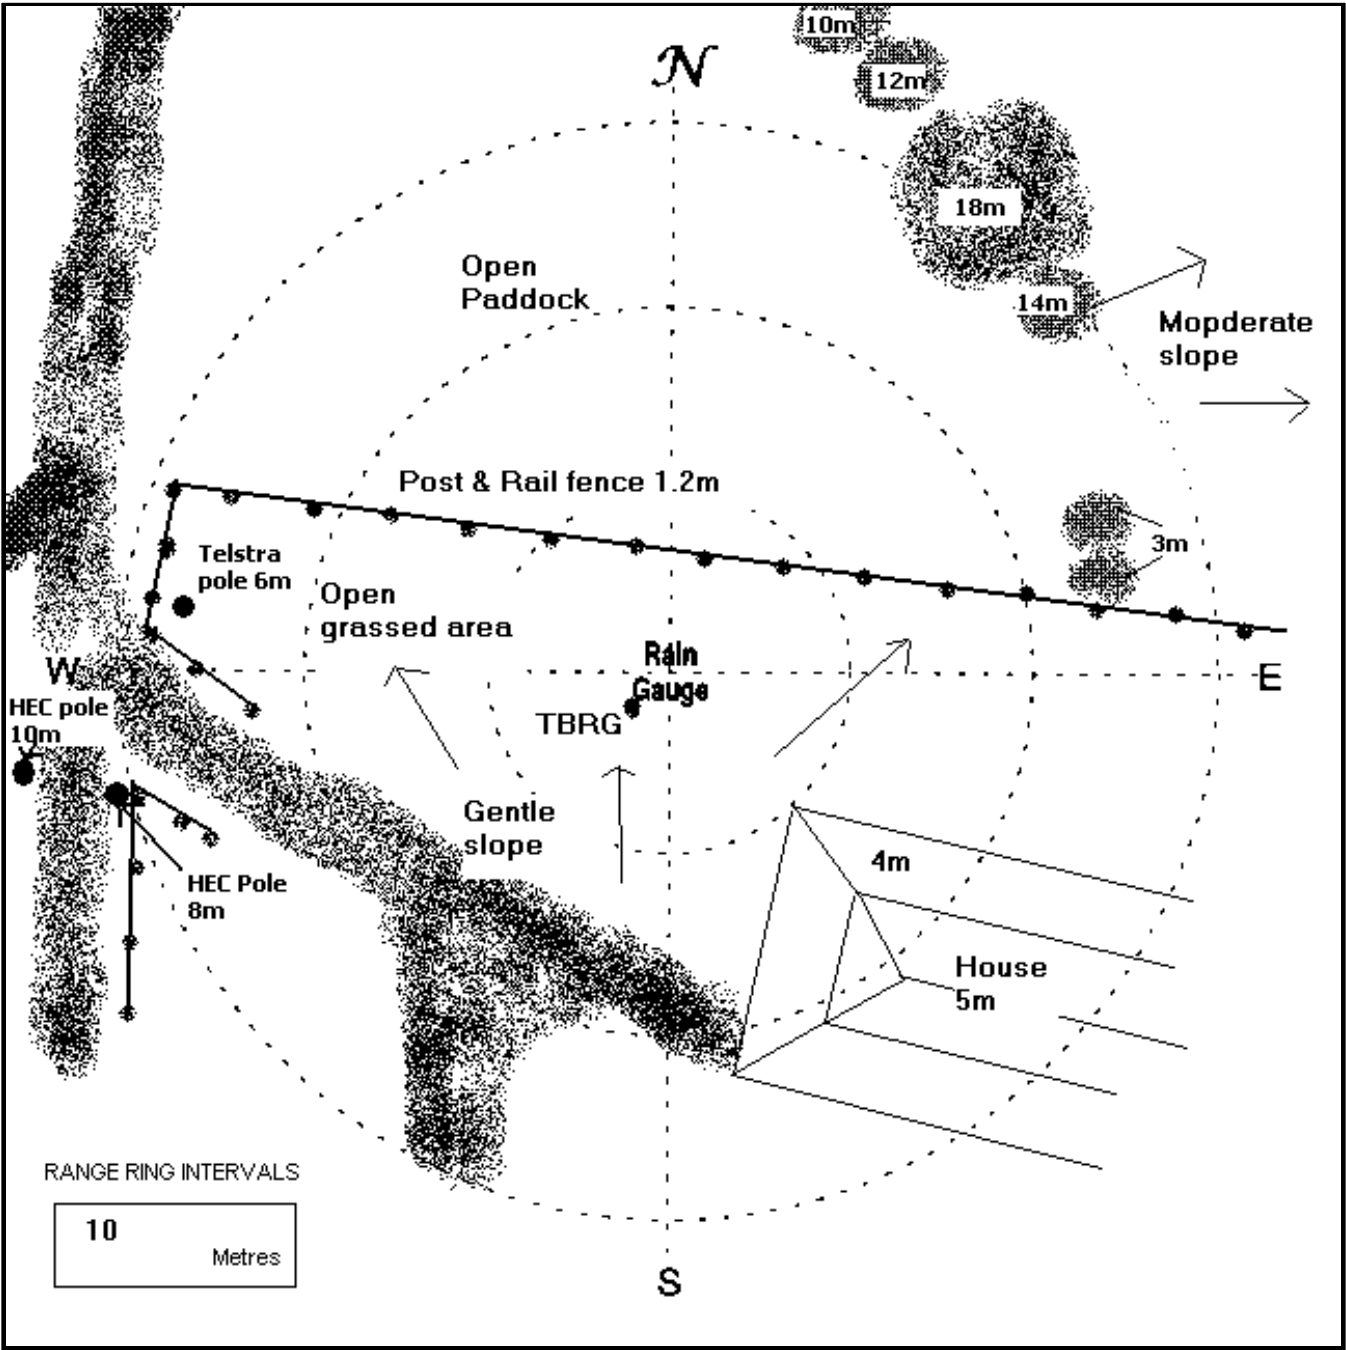 10m
N
12m
18m
Open
Paddock
14m
Mopderate
slope
Post & Rail fence 1.2m
3m
Telstra
pole 6m
Open
grassed area
W
Rain
Gauge
E
HEC pole
10m
TBRG
Gentle
slope
4m
HEC Pole
8m
House
5m
RANGE RING INTERVALS
10
Metres
S